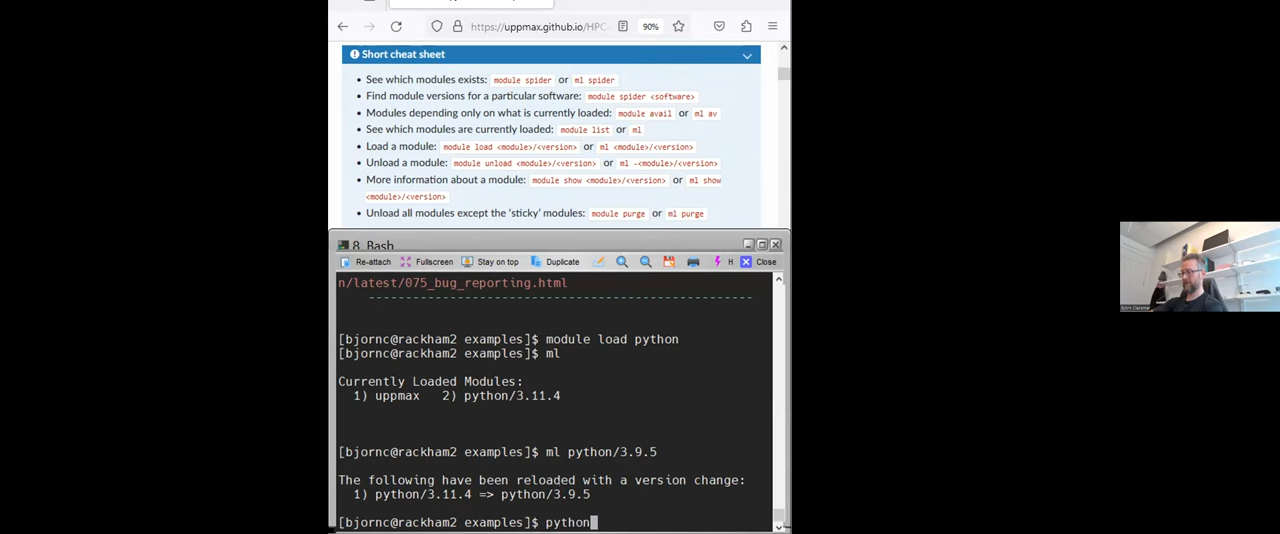 https://uppmax.github.io/HPC-
90%
Short cheat sheet
See which modules exists: module spider or ml spider
Find module versions for a particular software: module spider <software>
Modules depending only on what is currently loaded: module avail or ml av
See which modules are currently loaded: module list or ml
Load a module: module load <module>/<version> or ml <module>/<version>
Unload a module: module unload <module>/<version> or ml -<module>/<version>
More information about a module: module show <module>/<version> or ml show
<module>/<version>
Unload all modules except the ‘sticky’ modules: module purge or ml purge
8. Bash
Re-attach Fullscreen Stay on top Duplicate H Close
n/latest/075_bug_reporting.html
---------------------------------------------------
[bjornc@rackham2 examples]$ module load python
[bjornc@rackham2 examples]$ ml
Currently Loaded Modules:
1) uppmax 2) python/3.11.4
[bjornc@rackham2 examples]$ ml python/3.9.5
The following have been reloaded with a version change:
1) python/3.11.4 => python/3.9.5
[bjornc@rackham2 examples]$ python